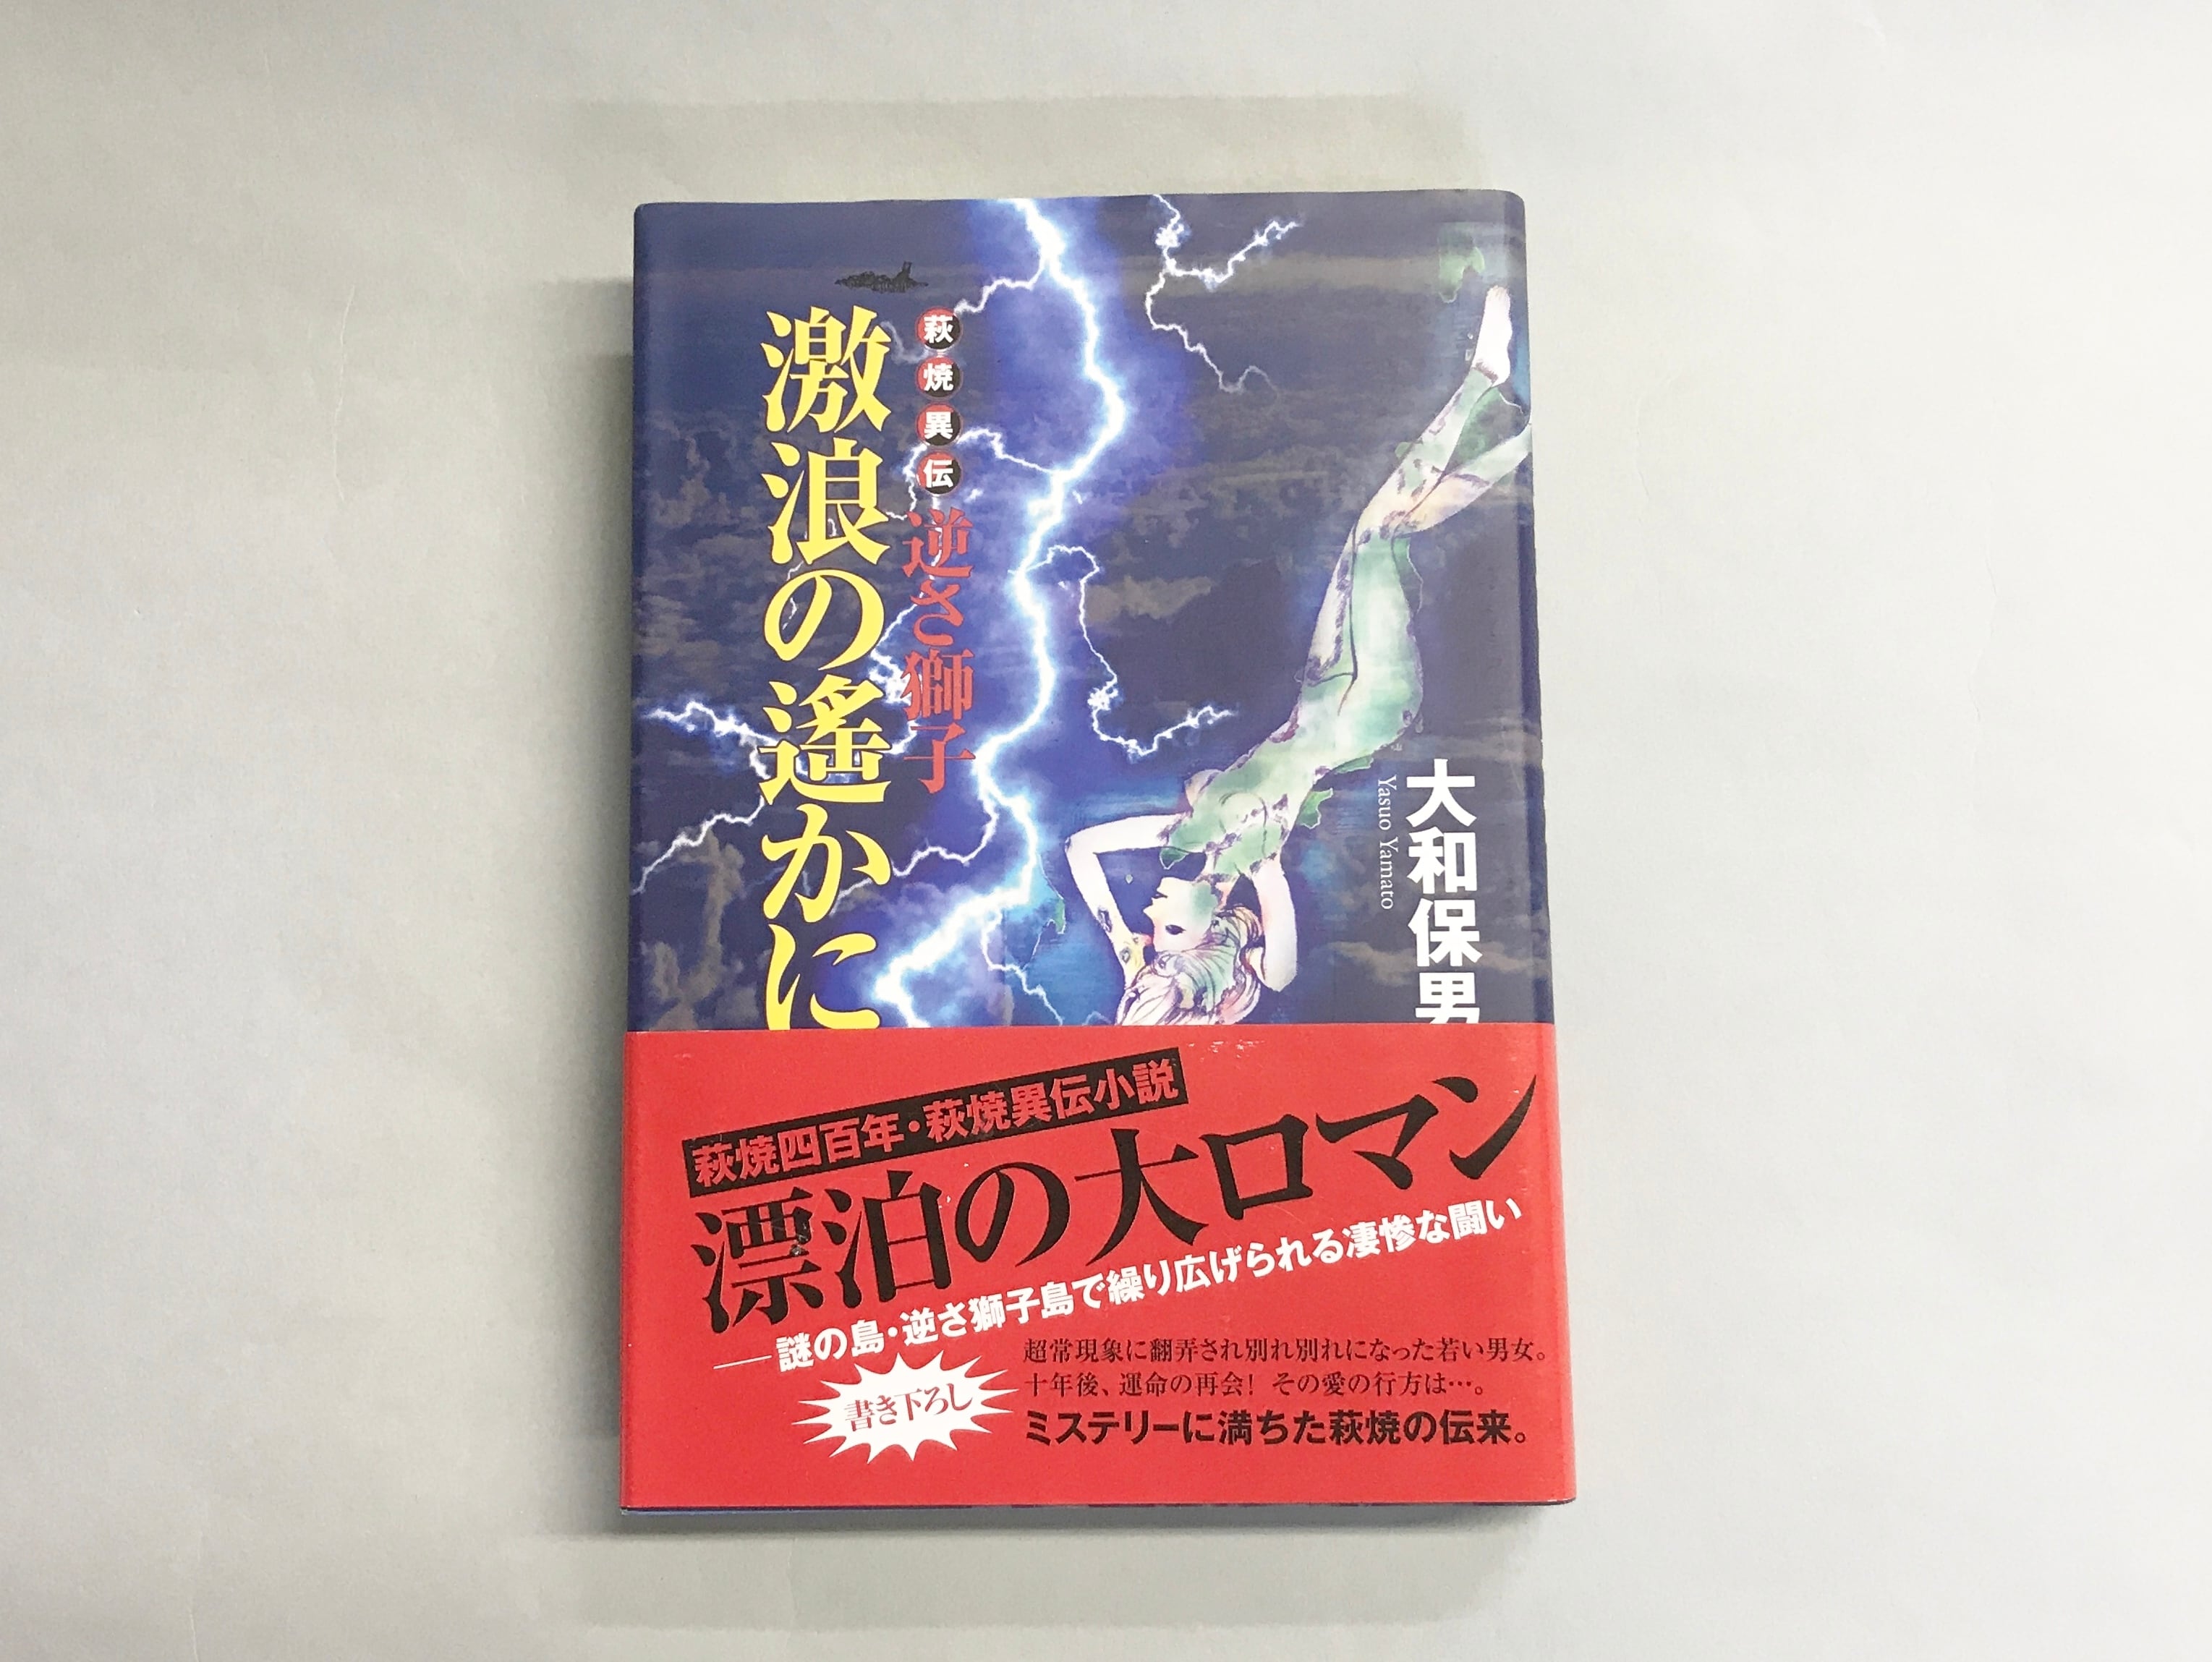 萩焼異伝 逆さ獅子
激浪の遙かに
大和保男
Yasuo Yamato
萩焼四百年・萩焼異伝小説
漂泊の大ロマン
――謎の島・逆さ獅子島で繰り広げられる凄惨な闘い
書き下ろし
超常現象に翻弄され別れ別れになった若い男女。
十年後、運命の再会！ その愛の行方は…。
ミステリーに満ちた萩焼の伝来。